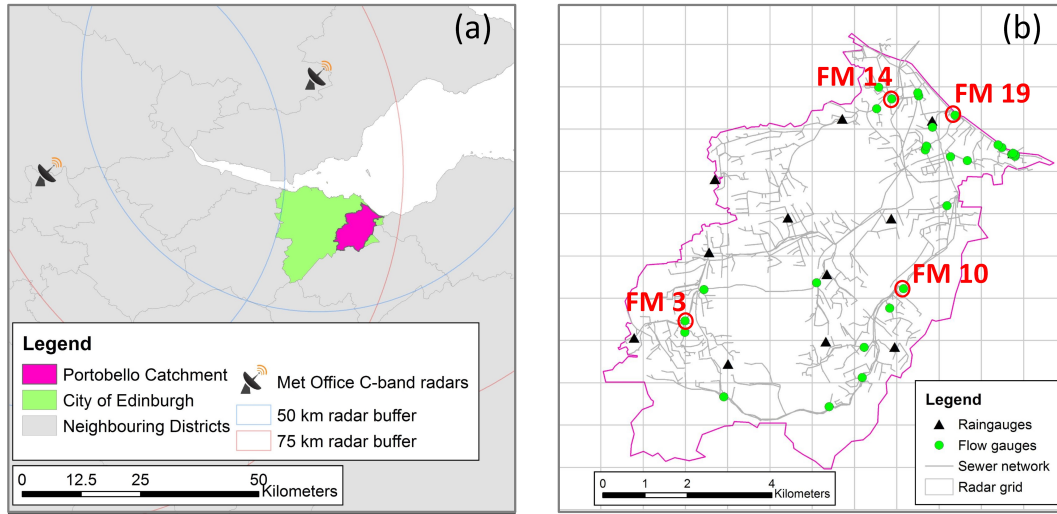 (a)
Legend
Portobello Catchment
City of Edinburgh
Neighbouring Districts
Met Office C-band radars
50 km radar buffer
75 km radar buffer
0 12.5 25 50
Kilometers
(b)
FM 14
FM 19
FM 10
FM 3
Legend
Raingauges
Flow gauges
Sewer network
Radar grid
0 1 2 4
Kilometers